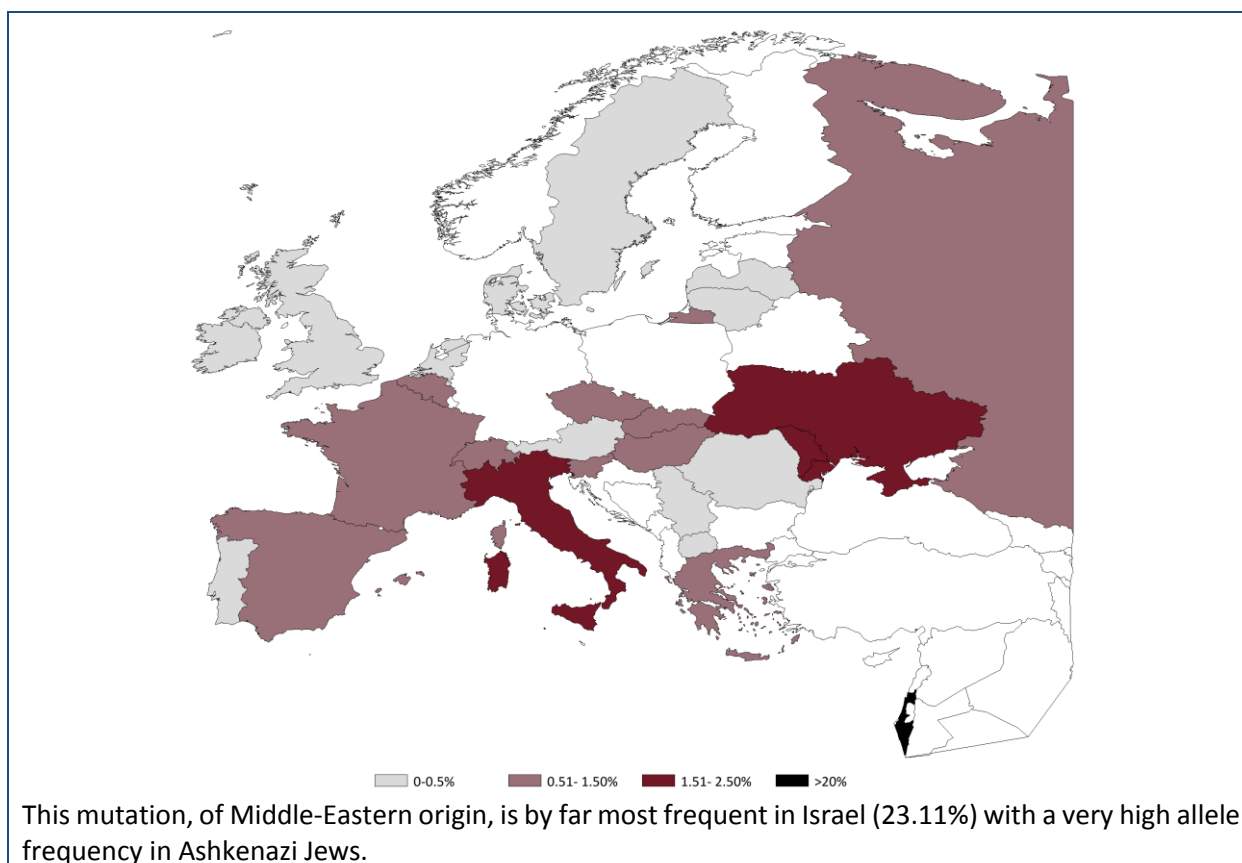 0-0.5% 0.51- 1.50% 1.51- 2.50% >20%
This mutation, of Middle-Eastern origin, is by far most frequent in Israel (23.11%) with a very high allele
frequency in Ashkenazi Jews.